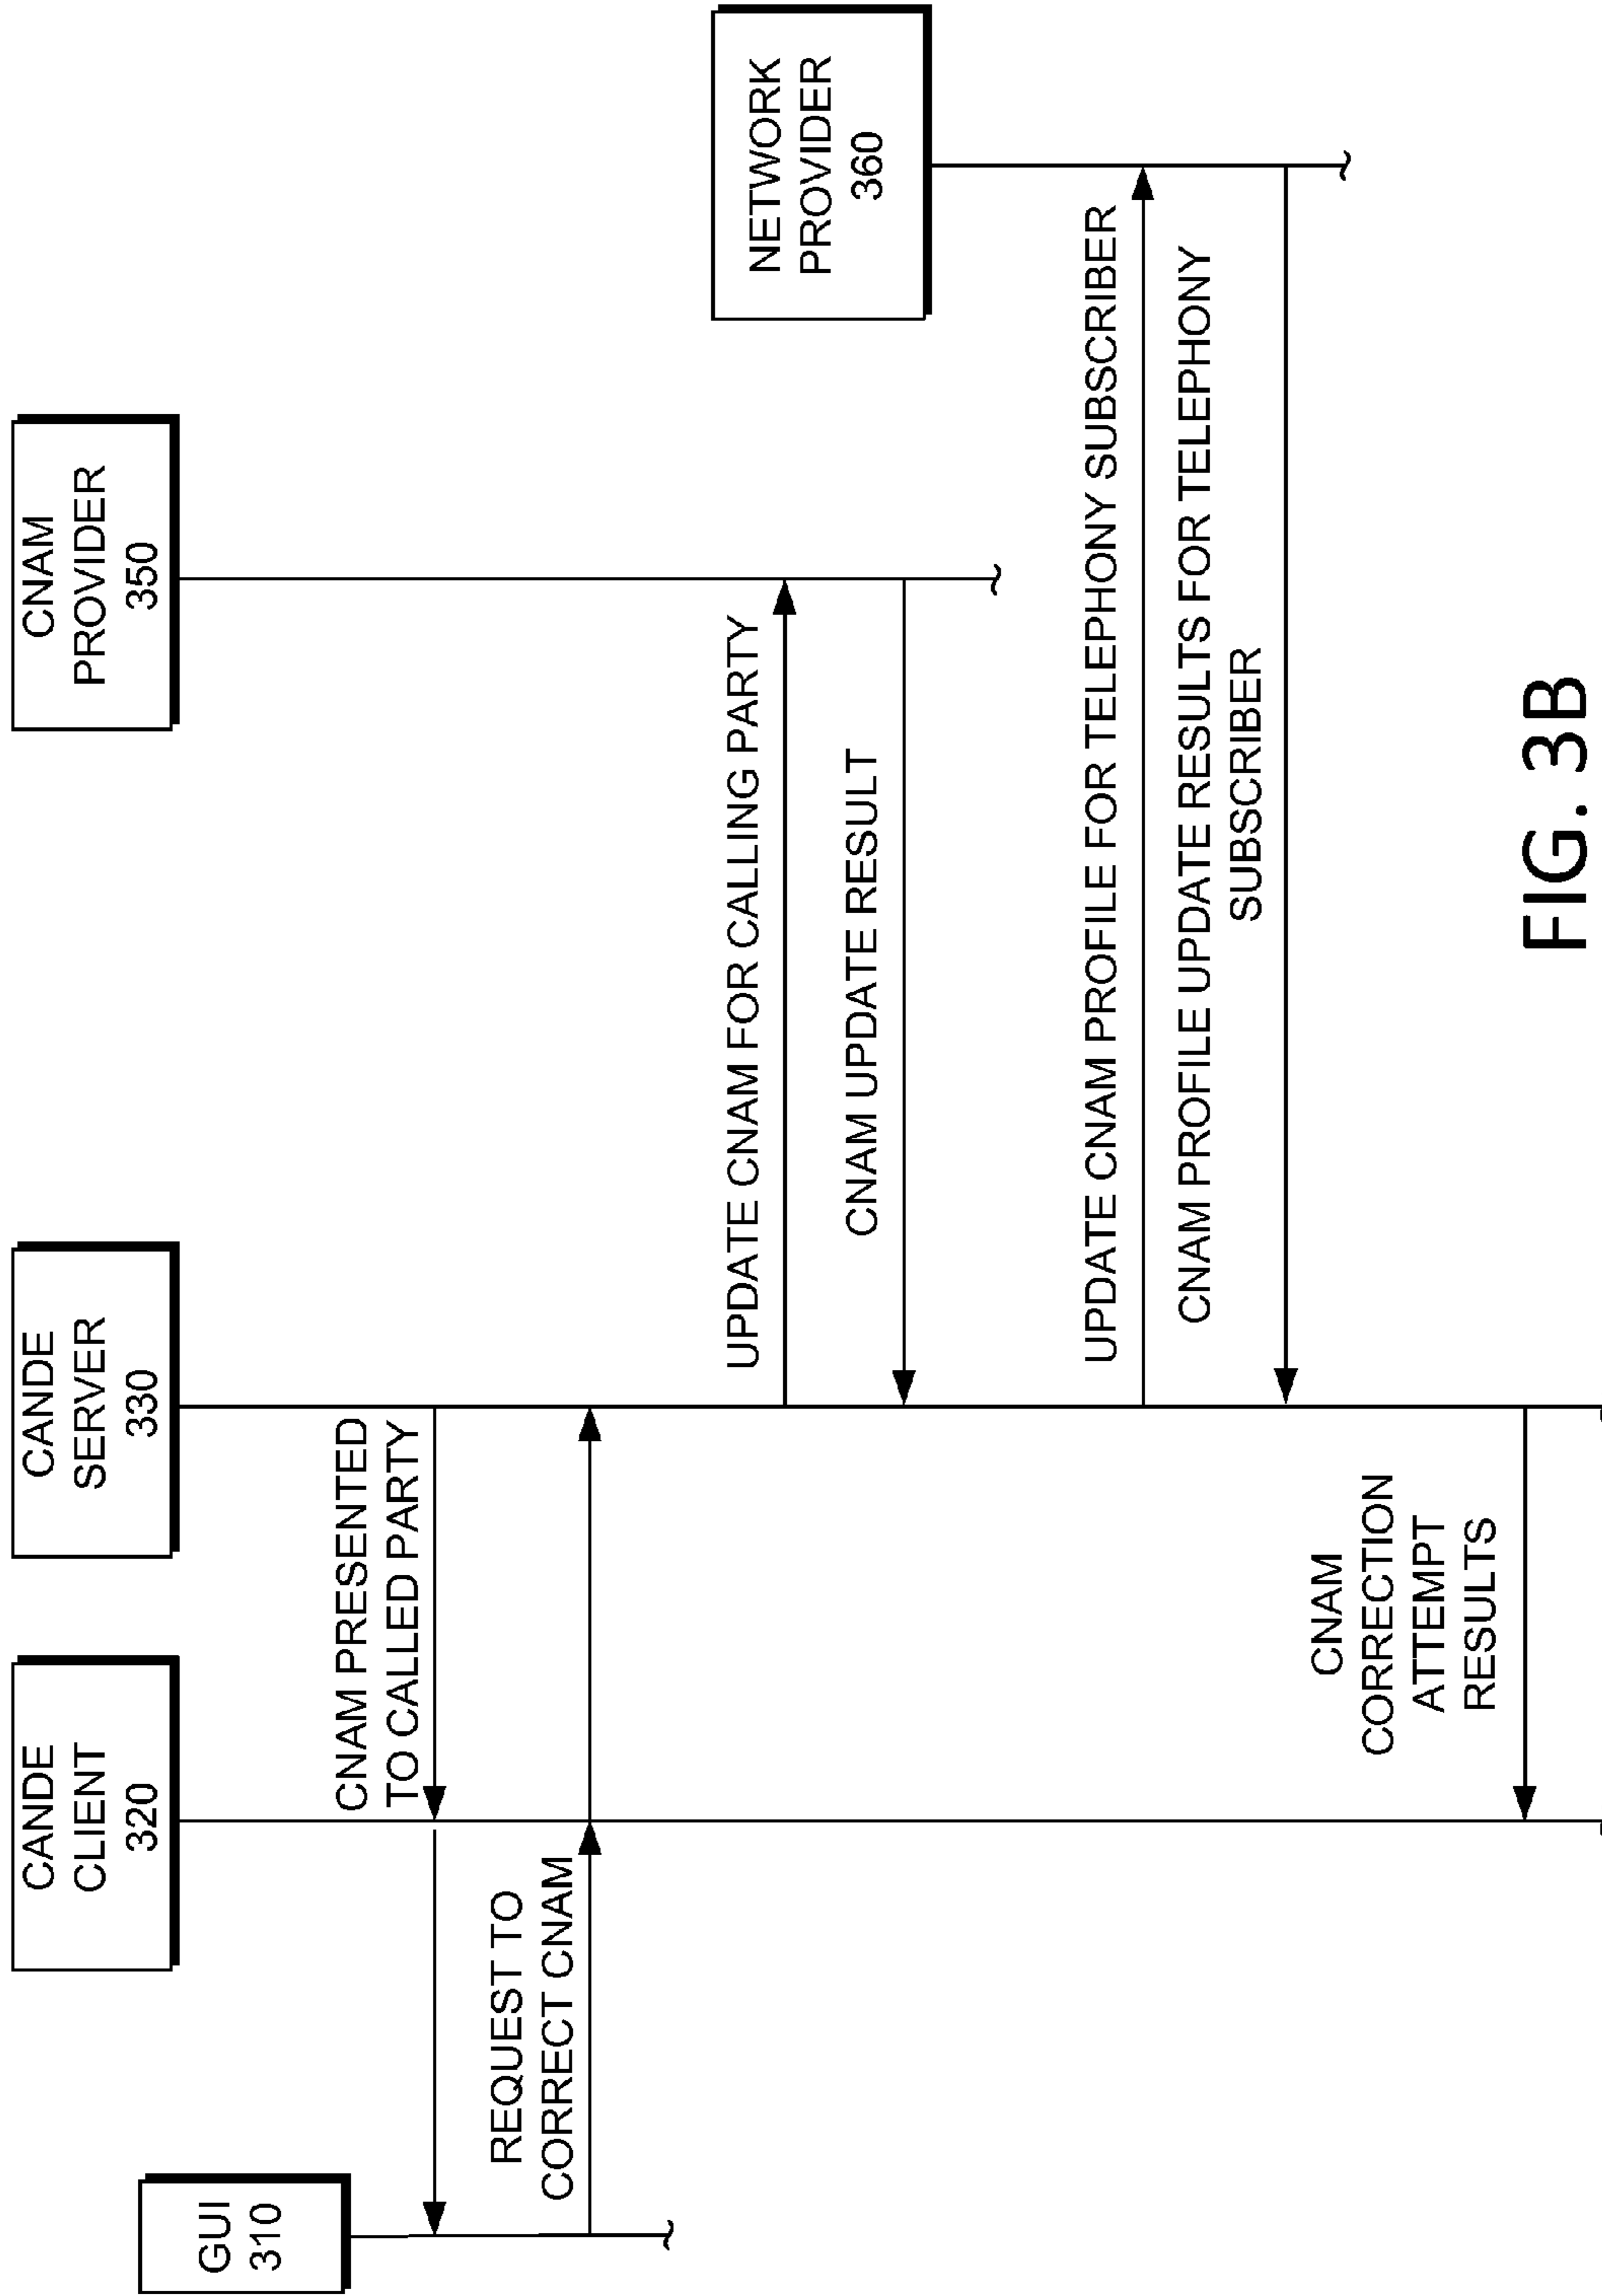 GUI
310
CANDE
CLIENT
320
CANDE
SERVER
330
CNAM
PROVIDER
350
NETWORK
PROVIDER
360
CNAM PRESENTED
TO CALLED PARTY
REQUEST TO
CORRECT CNAM
UPDATE CNAM FOR CALLING PARTY
CNAM UPDATE RESULT
UPDATE CNAM PROFILE FOR TELEPHONY SUBSCRIBER
CNAM PROFILE UPDATE RESULTS FOR TELEPHONY
SUBSCRIBER
CNAM
CORRECTION
ATTEMPT
RESULTS
FIG. 3B